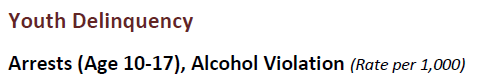 Youth Delinquency
Arrests (Age 10-17), Alcohol Violation (Rate per 1,000)